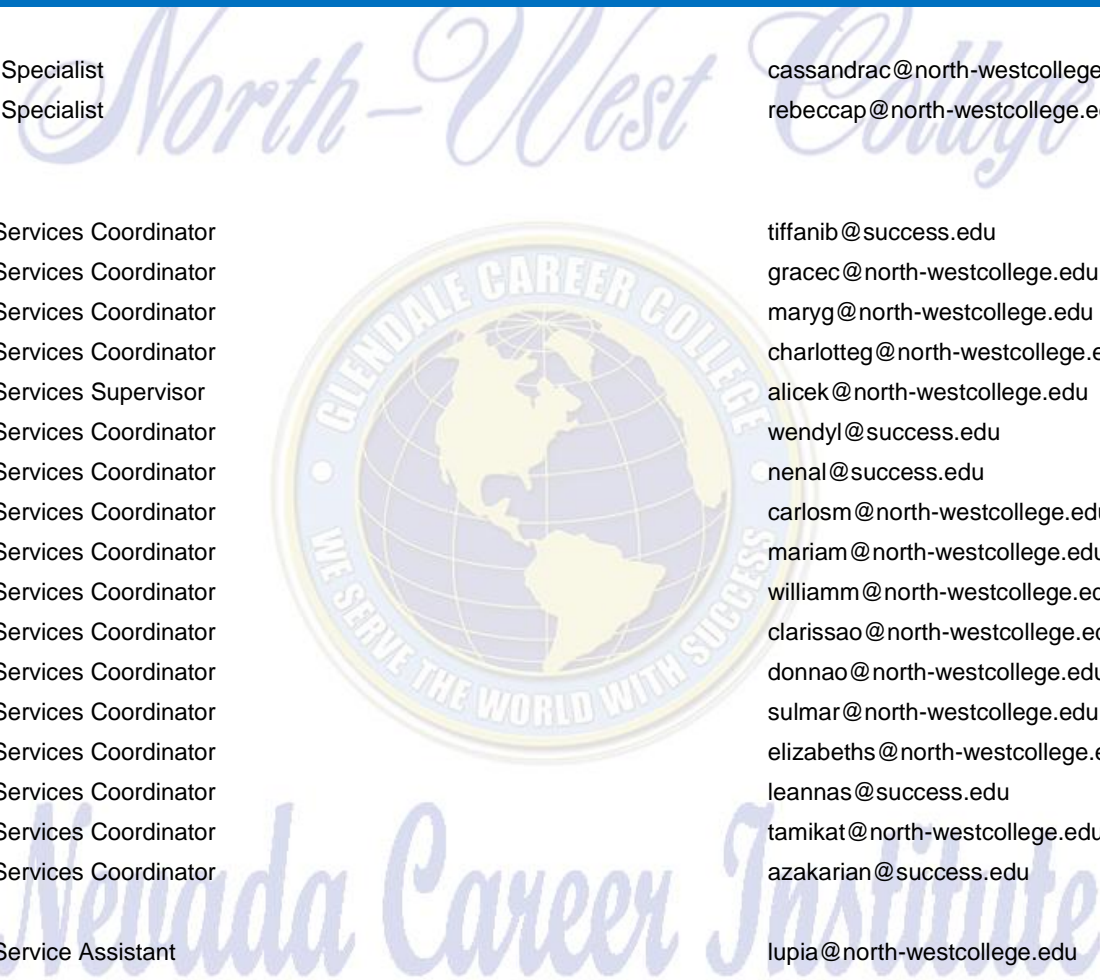 North-West College
Specialist cassandrac@north-westcollege
Specialist rebeccap@north-westcollege.e
Services Coordinator tiffanib@success.edu
Services Coordinator gracec@north-westcollege.edu
Services Coordinator maryg@north-westcollege.edu
Services Coordinator charlotteg@north-westcollege.e
Services Supervisor alicek@north-westcollege.edu
Services Coordinator wendyl@success.edu
Services Coordinator nenal@success.edu
Services Coordinator carlosm@north-westcollege.edu
Services Coordinator mariam@north-westcollege.edu
Services Coordinator williamm@north-westcollege.ed
Services Coordinator clarissao@north-westcollege.ed
Services Coordinator donnao@north-westcollege.edu
Services Coordinator sulmar@north-westcollege.edu
Services Coordinator elizabeths@north-westcollege.e
Services Coordinator leannas@success.edu
Services Coordinator tamikat@north-westcollege.edu
Services Coordinator azakarian@success.edu
Service Assistant lupia@north-westcollege.edu
GLENDALE CAREER COLLEGE
WE SERVE THE WORLD WITH SUCCESS
Nevada Career Institute